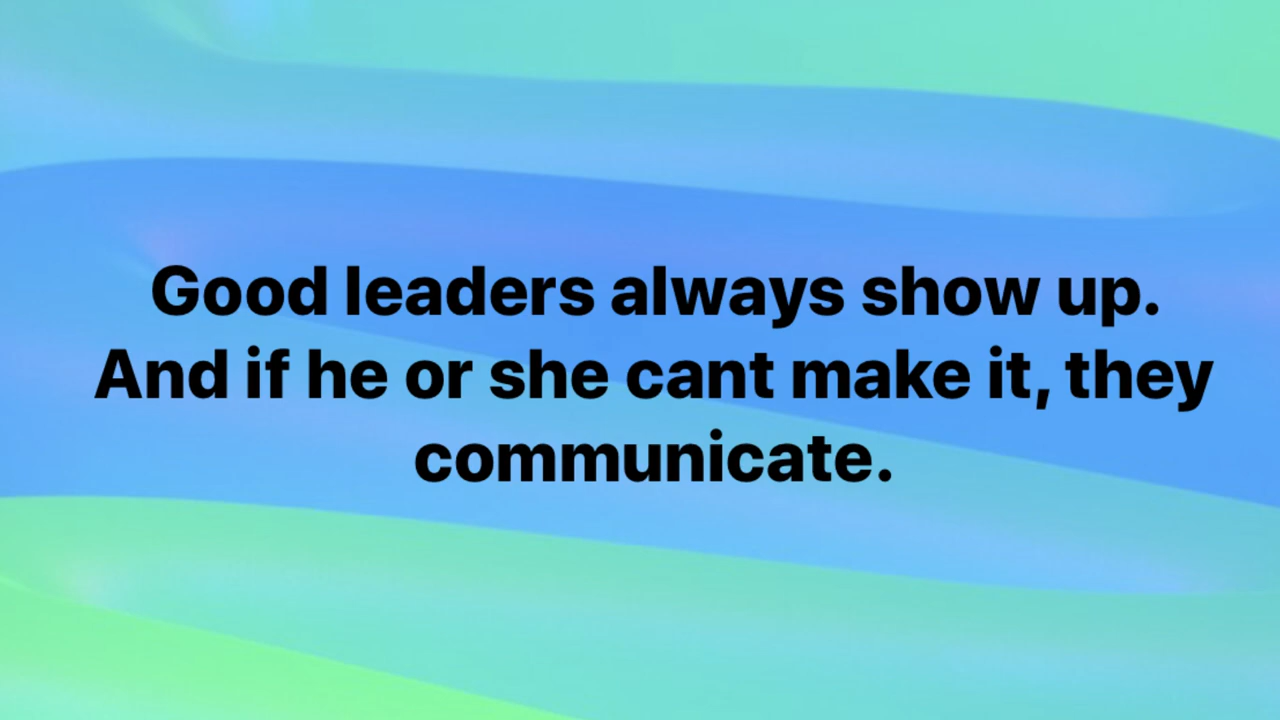 Good leaders always show up.
And if he or she cant make it, they
communicate.